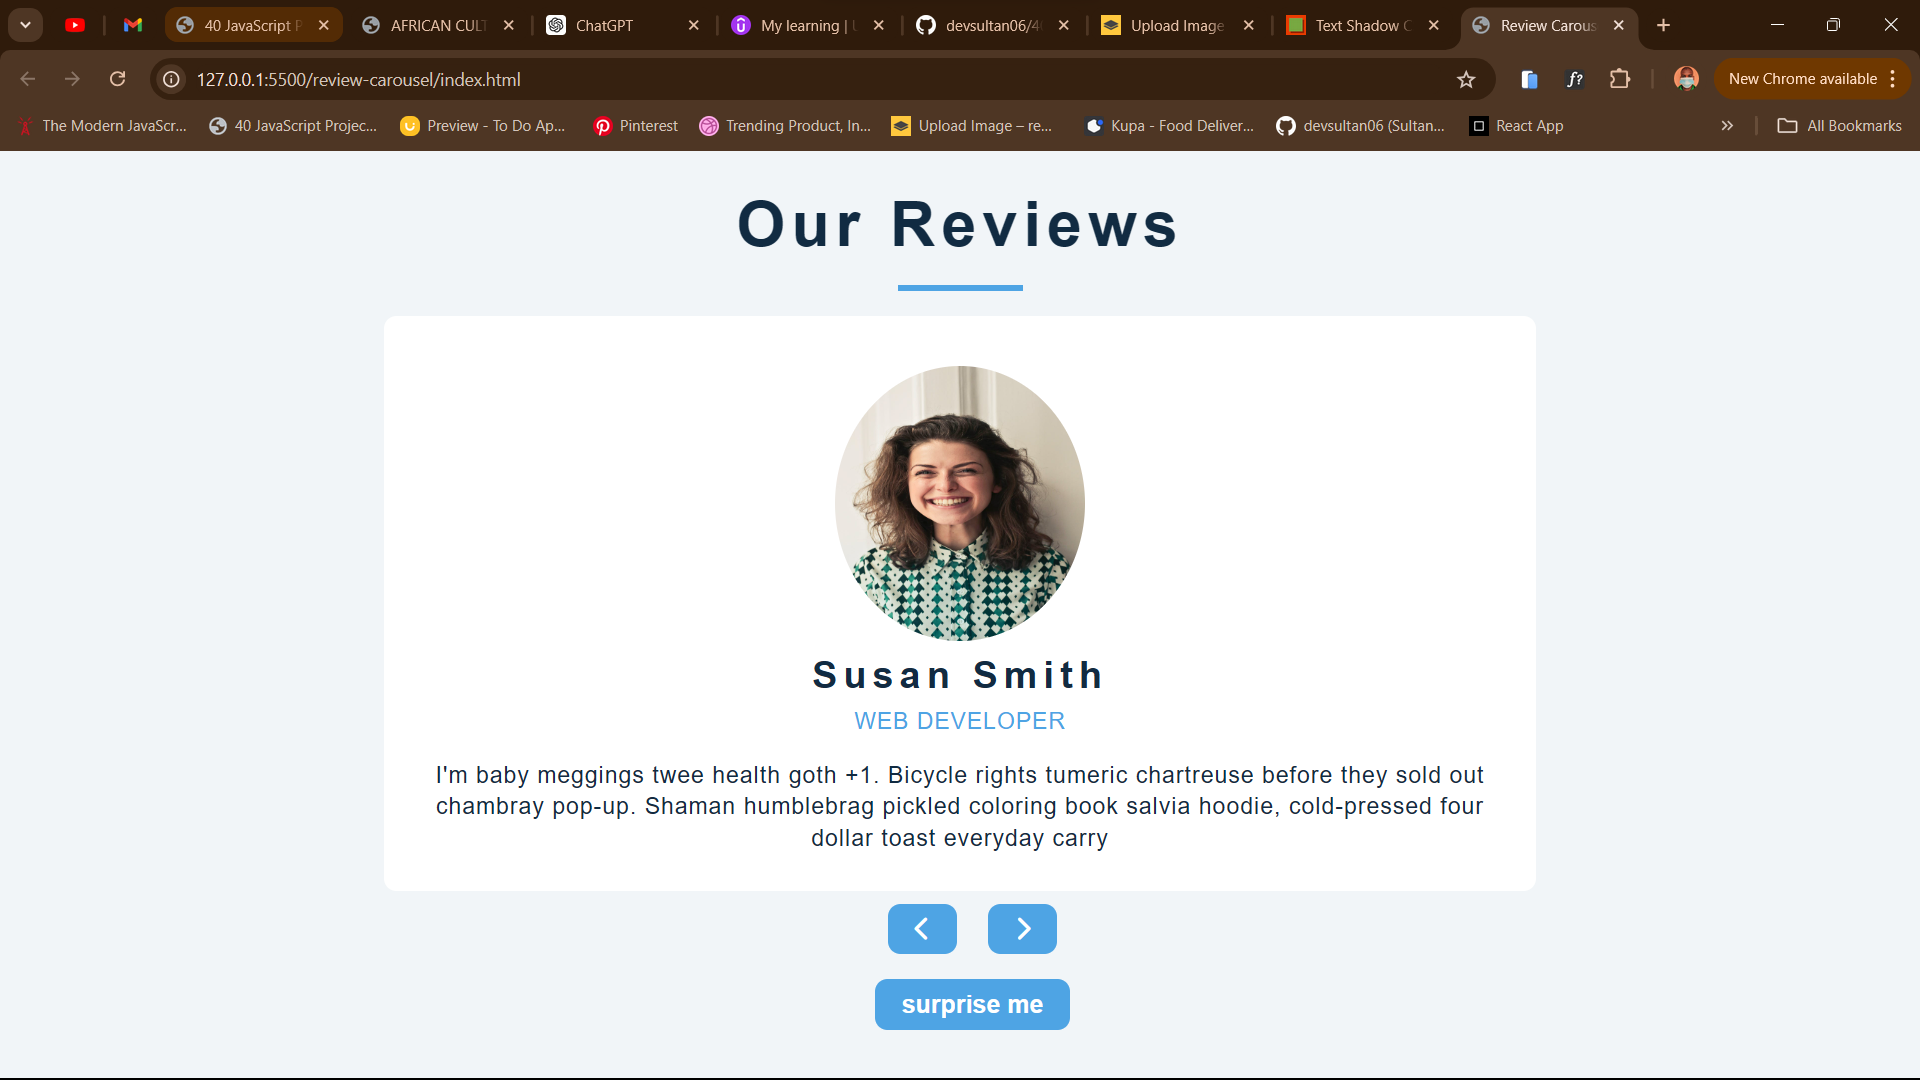 40 JavaScript P
AFRICAN CUL
ChatGPT
My learning |
devsultan06/4
Upload Image
Text Shadow
Review Carous
127.0.0.1:5500/review-carousel/index.html
New Chrome available
The Modern JavaScr...
40 JavaScript Projec...
Preview - To Do Ap...
Pinterest
Trending Product, In...
Upload Image – re...
Kupa - Food Deliver...
devsultan06 (Sultan...
React App
All Bookmarks
Our Reviews
Susan Smith
WEB DEVELOPER
I'm baby meggings twee health goth +1. Bicycle rights tumeric chartreuse before they sold out
chambray pop-up. Shaman humblebrag pickled coloring book salvia hoodie, cold-pressed four
dollar toast everyday carry
surprise me